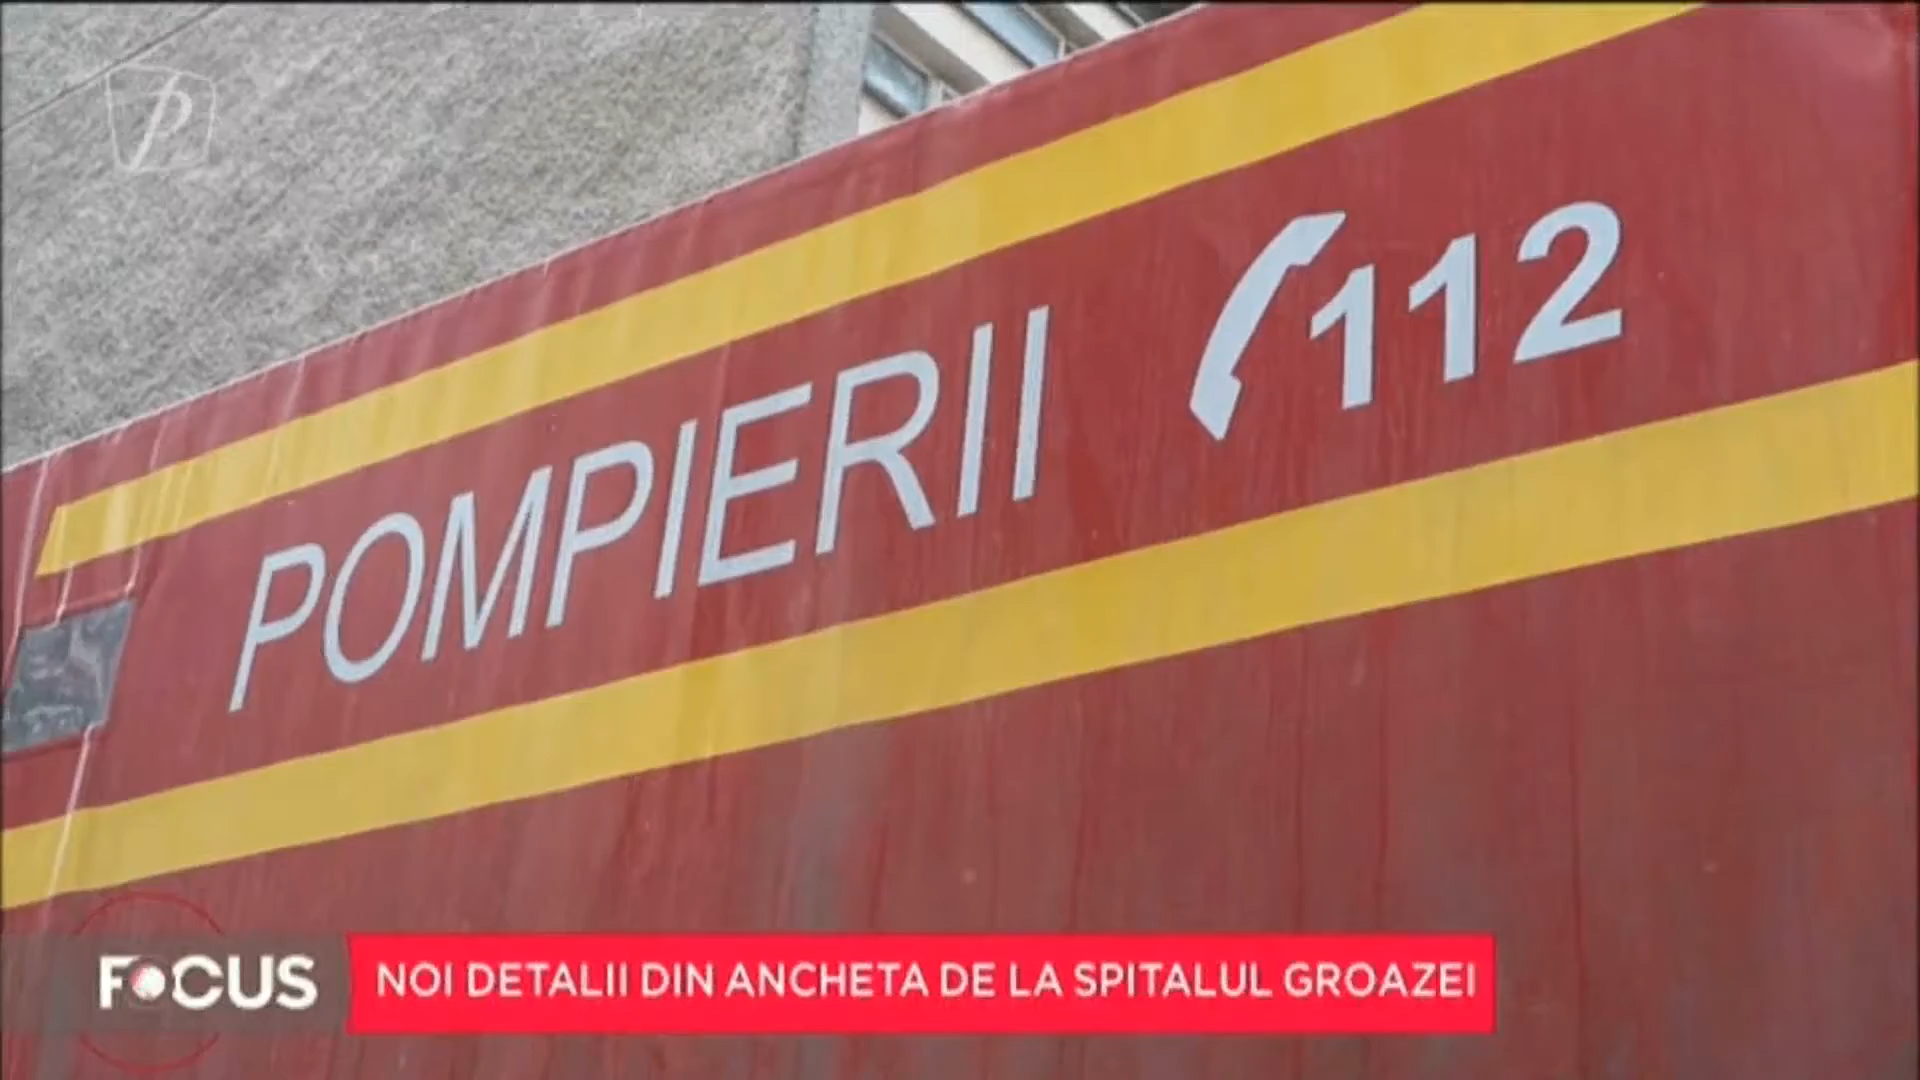 P
POMPIERII 112
FOCUS
NOI DETALII DIN ANCHETA DE LA SPITALUL GROAZEI